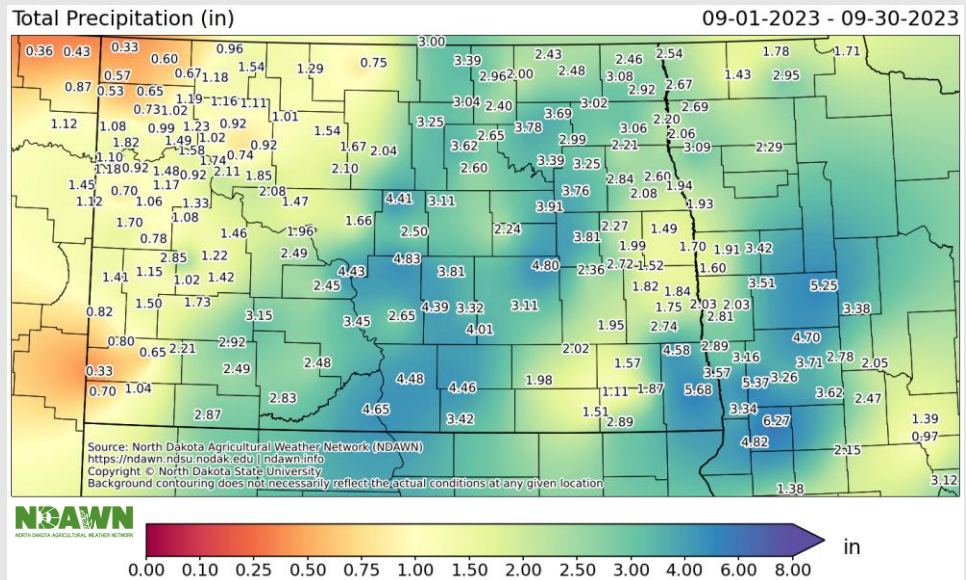 Total Precipitation (in) 09-01-2023 - 09-30-2023
3.00
0.36 0.43 0.33 0.60 0.96 3.39 2.43 2.46 2.54 1.78 1.71
0.67 1.18 1.54 1.29 0.75 2.96 2.00 2.48 3.08 1.43 2.95
0.87 0.57 0.53 0.65 2.92 2.67
1.19 1.16 1.11 3.04 2.40 3.02 2.69
0.73 1.02 1.01 3.69 2.20
1.12 1.08 0.99 1.23 0.92 1.54 3.25 3.78 3.06 2.06
1.82 1.49 1.02 0.92 1.67 2.04 3.62 2.65 2.99 2.21 3.09 2.29
1.10 1.58 1.74 0.74 3.39 3.25
1.18 0.92 1.48 0.92 2.11 1.85 2.10 2.60 2.84 2.60
1.45 0.70 1.17 2.08 3.76 2.08 1.94
1.12 1.06 1.33 1.47 4.41 3.11 3.91 1.93
1.70 1.08 1.66
0.78 1.46 1.96 2.50 2.24 3.81 2.27 1.49
2.85 1.22 2.49 4.83 1.99 1.70 1.91 3.42
1.41 1.15 1.02 1.42 2.45 4.43 3.81 4.80 2.36 2.72 1.52 1.60
1.82 1.84 3.51 5.25
0.82 1.50 1.73 3.15 3.45 2.65 4.39 3.32 3.11 1.75 2.03 2.03 3.38
4.01 1.95 2.74 2.81
0.80 0.65 2.21 2.92 2.02 4.58 2.89 4.70
0.33 2.49 2.48 1.57 3.16 3.71 2.78 2.05
3.57 3.26
0.70 1.04 2.83 4.48 4.46 1.98 1.11 1.87 5.68 5.37 3.62 2.47
2.87 4.65 3.42 1.51 2.89 3.34 6.27 1.39
4.82 2.15 0.97
1.38 3.12
Source: North Dakota Agricultural Weather Network (NDAWN)
https://ndawn.ndsu.nodak.edu | ndawn.info
Copyright © North Dakota State University
Background contouring does not necessarily reflect the actual conditions at any given location
NDAWN
NORTH DAKOTA AGRICULTURAL WEATHER NETWORK
in
0.00 0.10 0.25 0.50 0.75 1.00 1.50 2.00 2.50 3.00 4.00 6.00 8.00